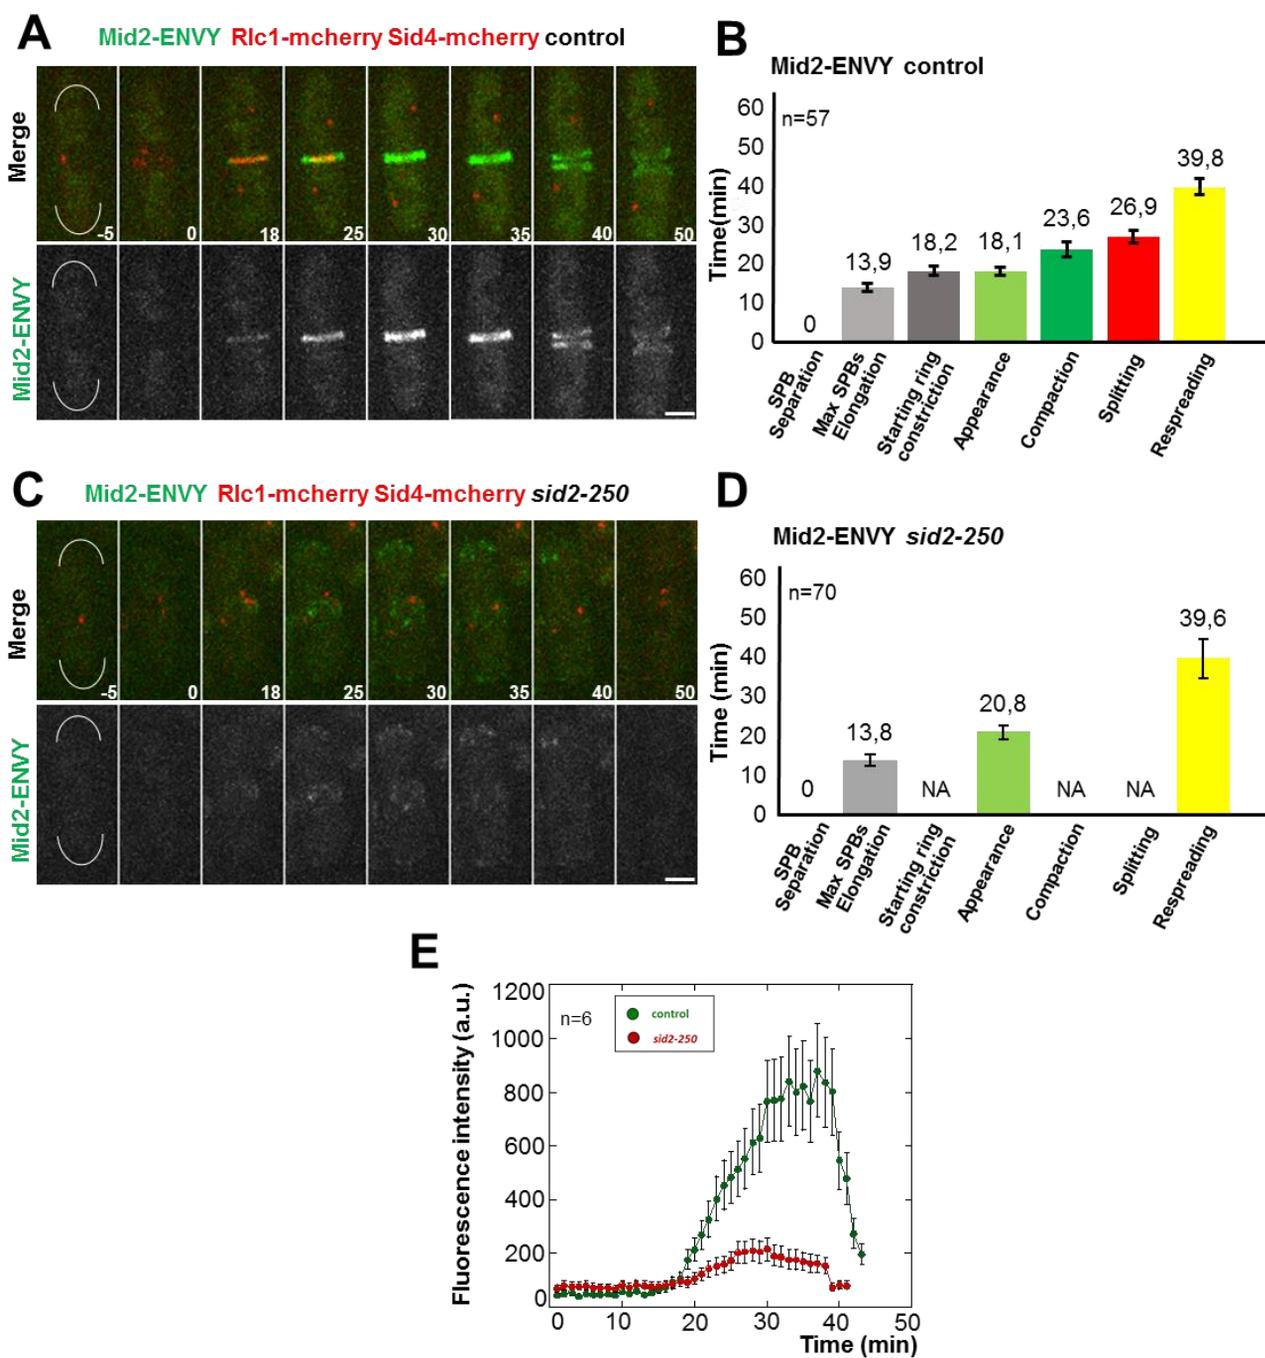 A
Mid2-ENVY Rlc1-mcherry Sid4-mcherry control
Merge
-5 0 18 25 30 35 40 50
Mid2-ENVY
B
Mid2-ENVY control
n=57
Time(min)
60
50
40
30
20
10
0
0
13,9
18,2
18,1
23,6
26,9
39,8
SPB
Separation
Max SPBs
Elongation
Starting ring
constriction
Appearance
Compaction
Splitting
Respreading
C
Mid2-ENVY Rlc1-mcherry Sid4-mcherry sid2-250
Merge
-5 0 18 25 30 35 40 50
Mid2-ENVY
D
Mid2-ENVY sid2-250
n=70
Time (min)
60
50
40
30
20
10
0
0
13,8
NA
20,8
NA
NA
39,6
SPB
Separation
Max SPBs
Elongation
Starting ring
constriction
Appearance
Compaction
Splitting
Respreading
E
Fluorescence intensity (a.u.)
1200
1000
800
600
400
200
0
n=6
control
sid2-250
0 10 20 30 40 50
Time (min)